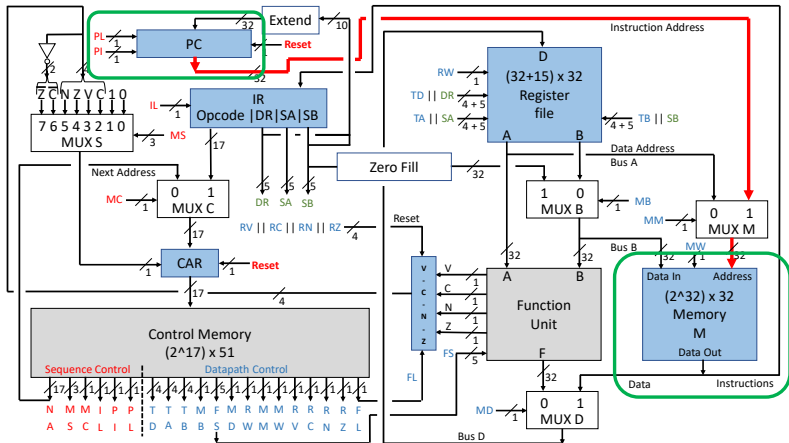 Extend
32
10
Instruction Address
PL
1
PI
1
PC
1
Reset
32
2
4
Z C N Z V C 1 0
7 6 5 4 3 2 1 0
MUX S
3
MS
IL
1
IR
Opcode |DR|SA|SB
17
5
5
5
DR
SA
SB
D
(32+15) x 32
Register
file
A
B
RW
1
TD || DR
4 + 5
TA || SA
4 + 5
4 + 5
TB || SB
Data Address
Bus A
Zero Fill
32
Next Address
MC
1
0 1
MUX C
17
RV || RC || RN || RZ
4
Reset
1 0
MUX B
1
MB
MM
1
0 1
MUX M
CAR
1
1
Reset
17
4
V
-
C
-
N
-
Z
V
1
C
1
N
1
Z
1
FS
5
FL
32
32
A
B
Function
Unit
F
32
Bus B
32
MW
1
32
Data In
Address
(2^32) x 32
Memory
M
Data Out
Data
Instructions
Control Memory
(2^17) x 51
Sequence Control
Datapath Control
17 3 1 1 1 1 4 4 4 1 5 1 1 1 1 1 1 1 1 1
N M M I P P T T T M F M R M M R R R R F
A S C L I L D A B B S D W M W V C N Z L
MD
1
0 1
MUX D
Bus D